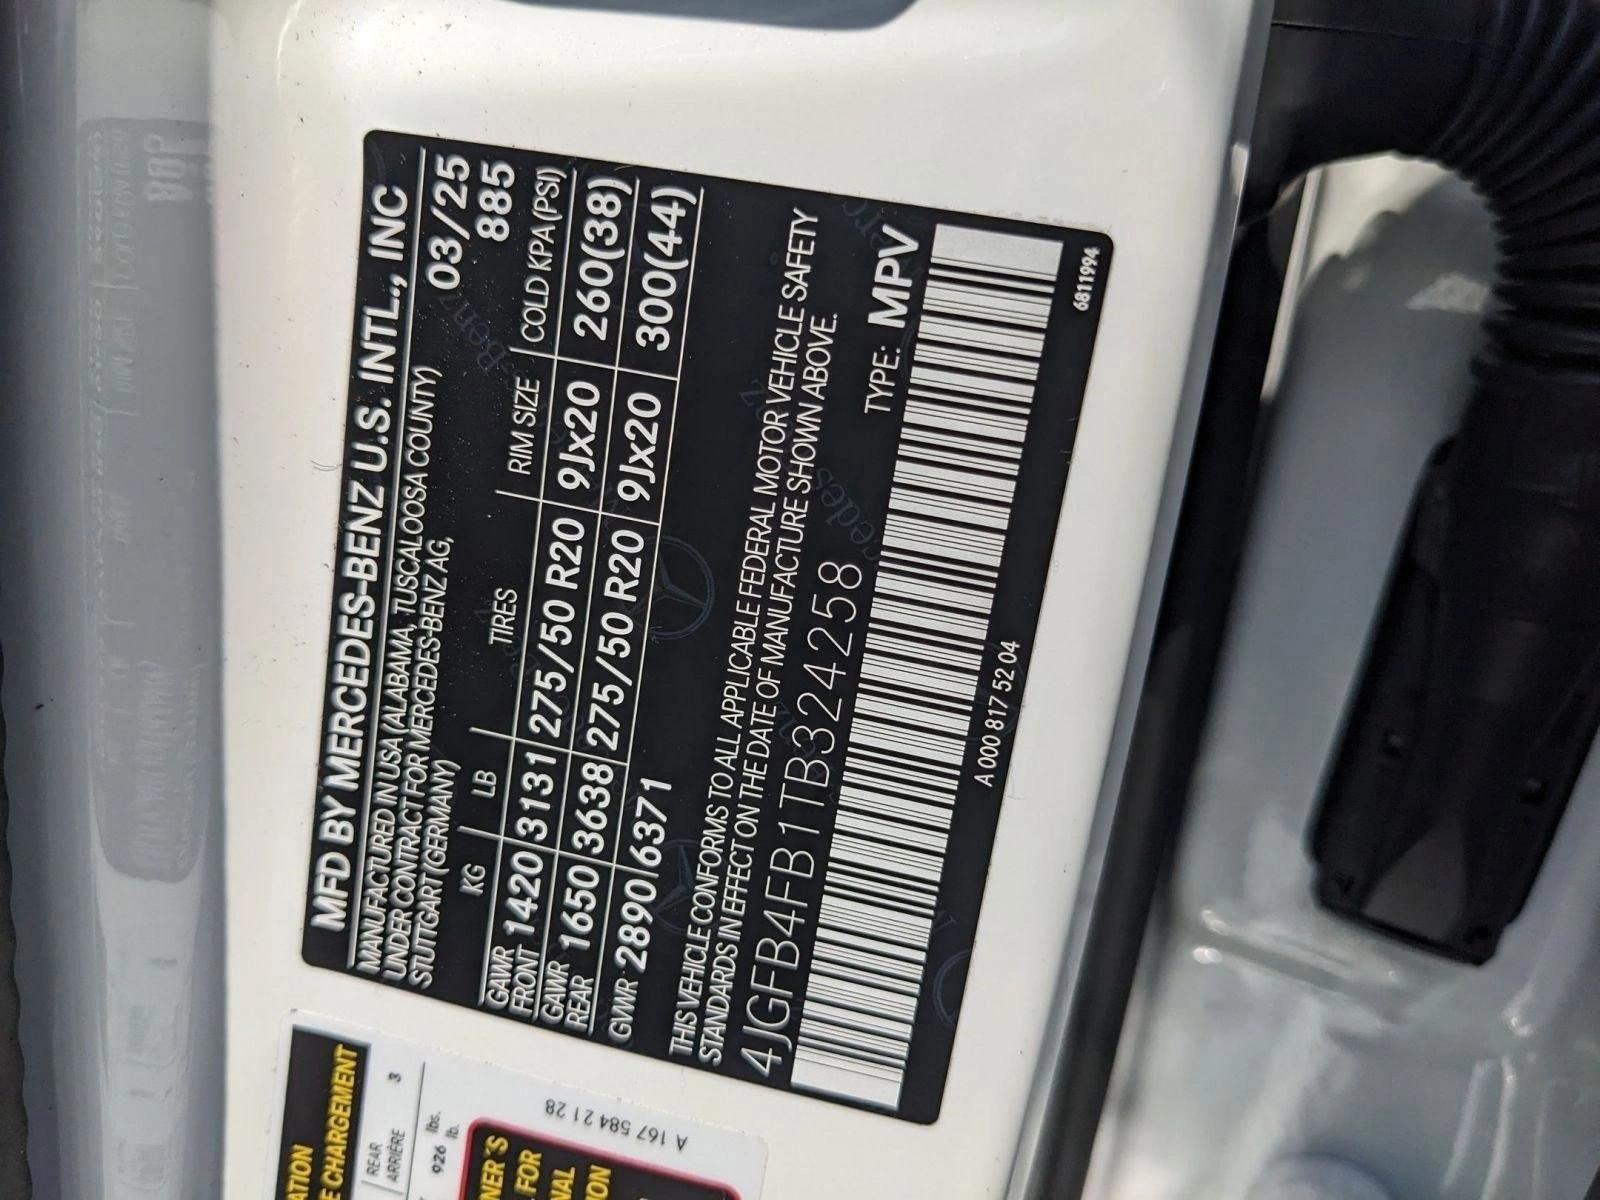 MFD BY MERCEDES-BENZ U.S. INTL., INC
MANUFACTURED IN USA (ALABAMA, TUSCALOOSA COUNTY) 03/25
UNDER CONTRACT FOR MERCEDES-BENZ AG, 885
STUTTGART (GERMANY)
KG LB TIRES RIM SIZE COLD KPA (PSI)
GAWR FRONT 1420 3131 275/50 R20 9Jx20 260(38)
GAWR REAR 1650 3638 275/50 R20 9Jx20 300(44)
GVWR 2890 6371
THIS VEHICLE CONFORMS TO ALL APPLICABLE FEDERAL MOTOR VEHICLE SAFETY
STANDARDS IN EFFECT ON THE DATE OF MANUFACTURE SHOWN ABOVE.
4JGFB4FB1TB324258 TYPE: MPV
A 000 817 52 04 6811994
CHARGEMENT
REAR
ARRIÈRE 3
926 lbs.
lb.
FOR
A 167 584 21 28